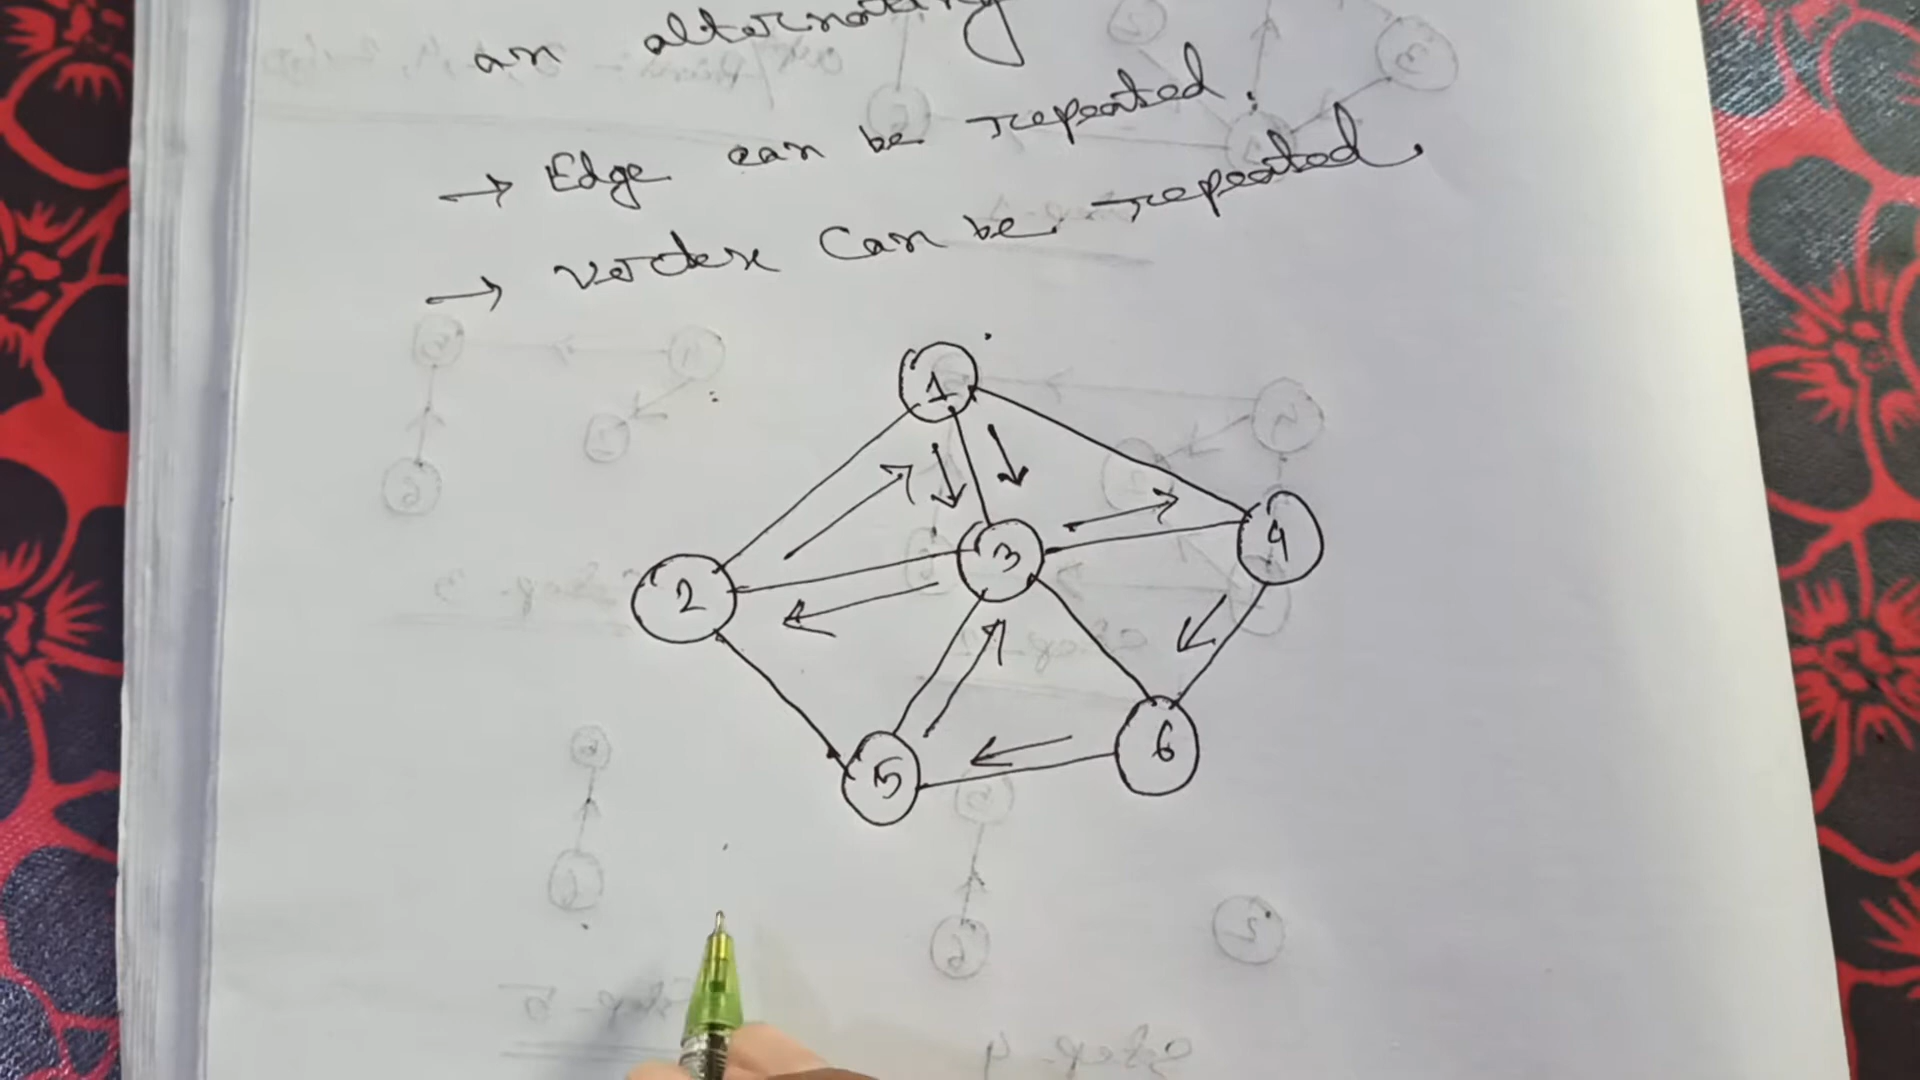 an alternating
→ Edge can be repeated.
→ Vertex can be repeated.
1
2
3
4
5
6